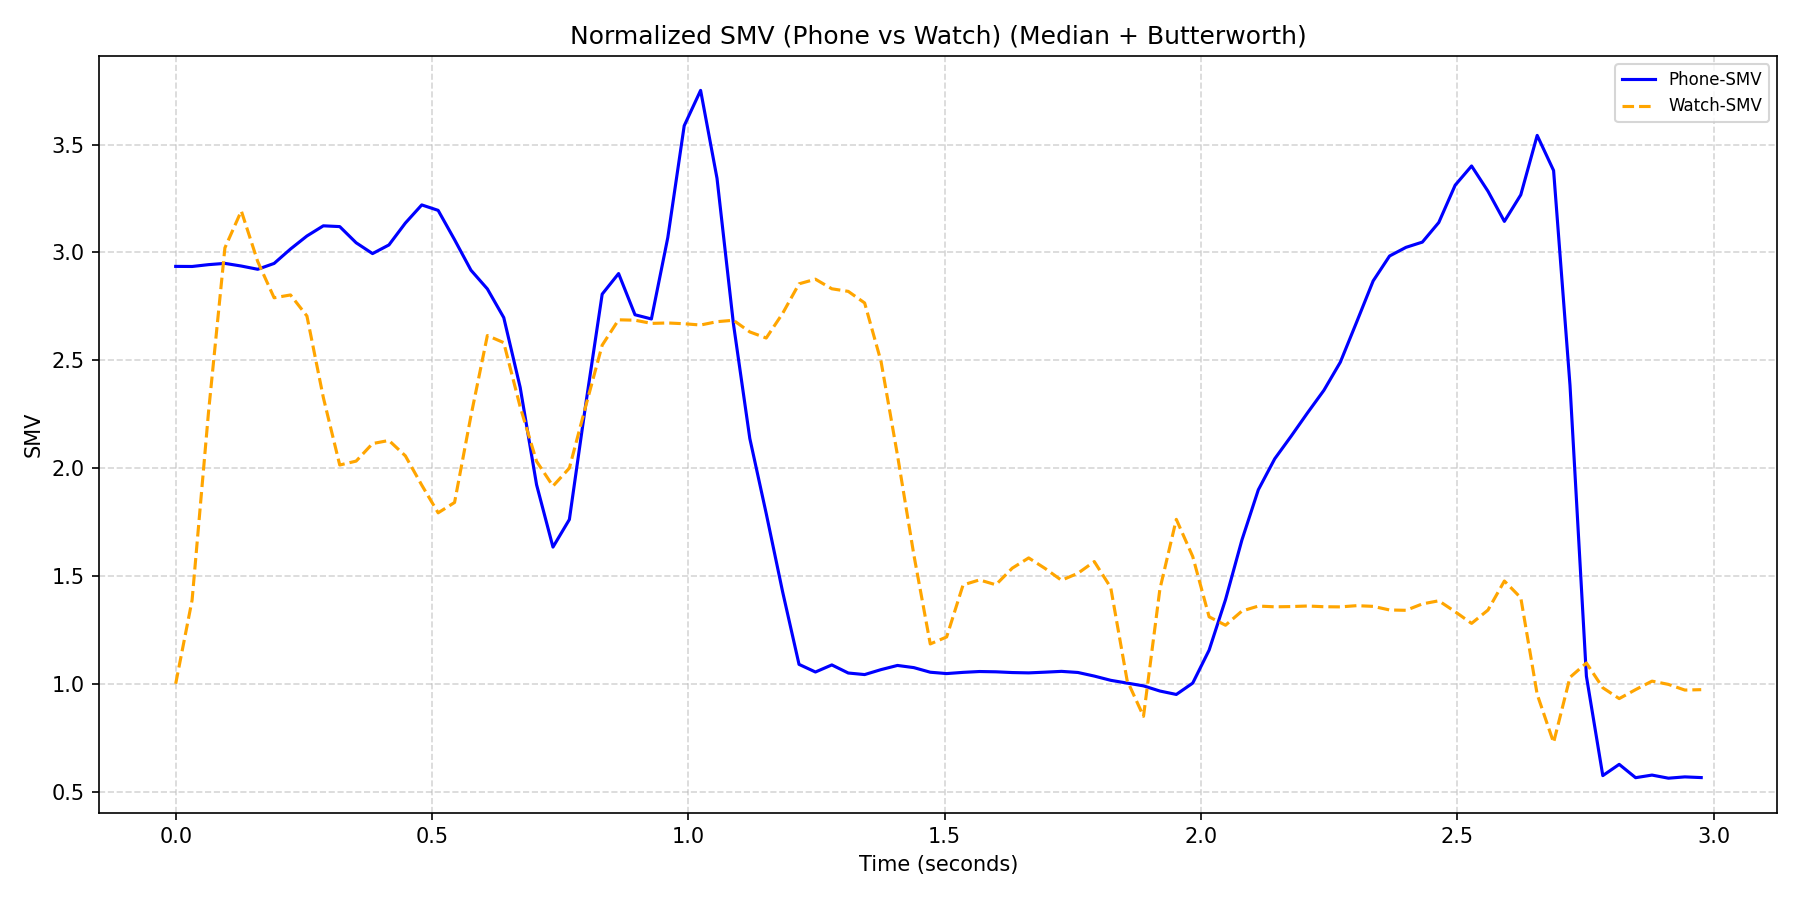 Normalized SMV (Phone vs Watch) (Median + Butterworth)
Phone-SMV
Watch-SMV
SMV
3.5
3.0
2.5
2.0
1.5
1.0
0.5
0.0 0.5 1.0 1.5 2.0 2.5 3.0
Time (seconds)